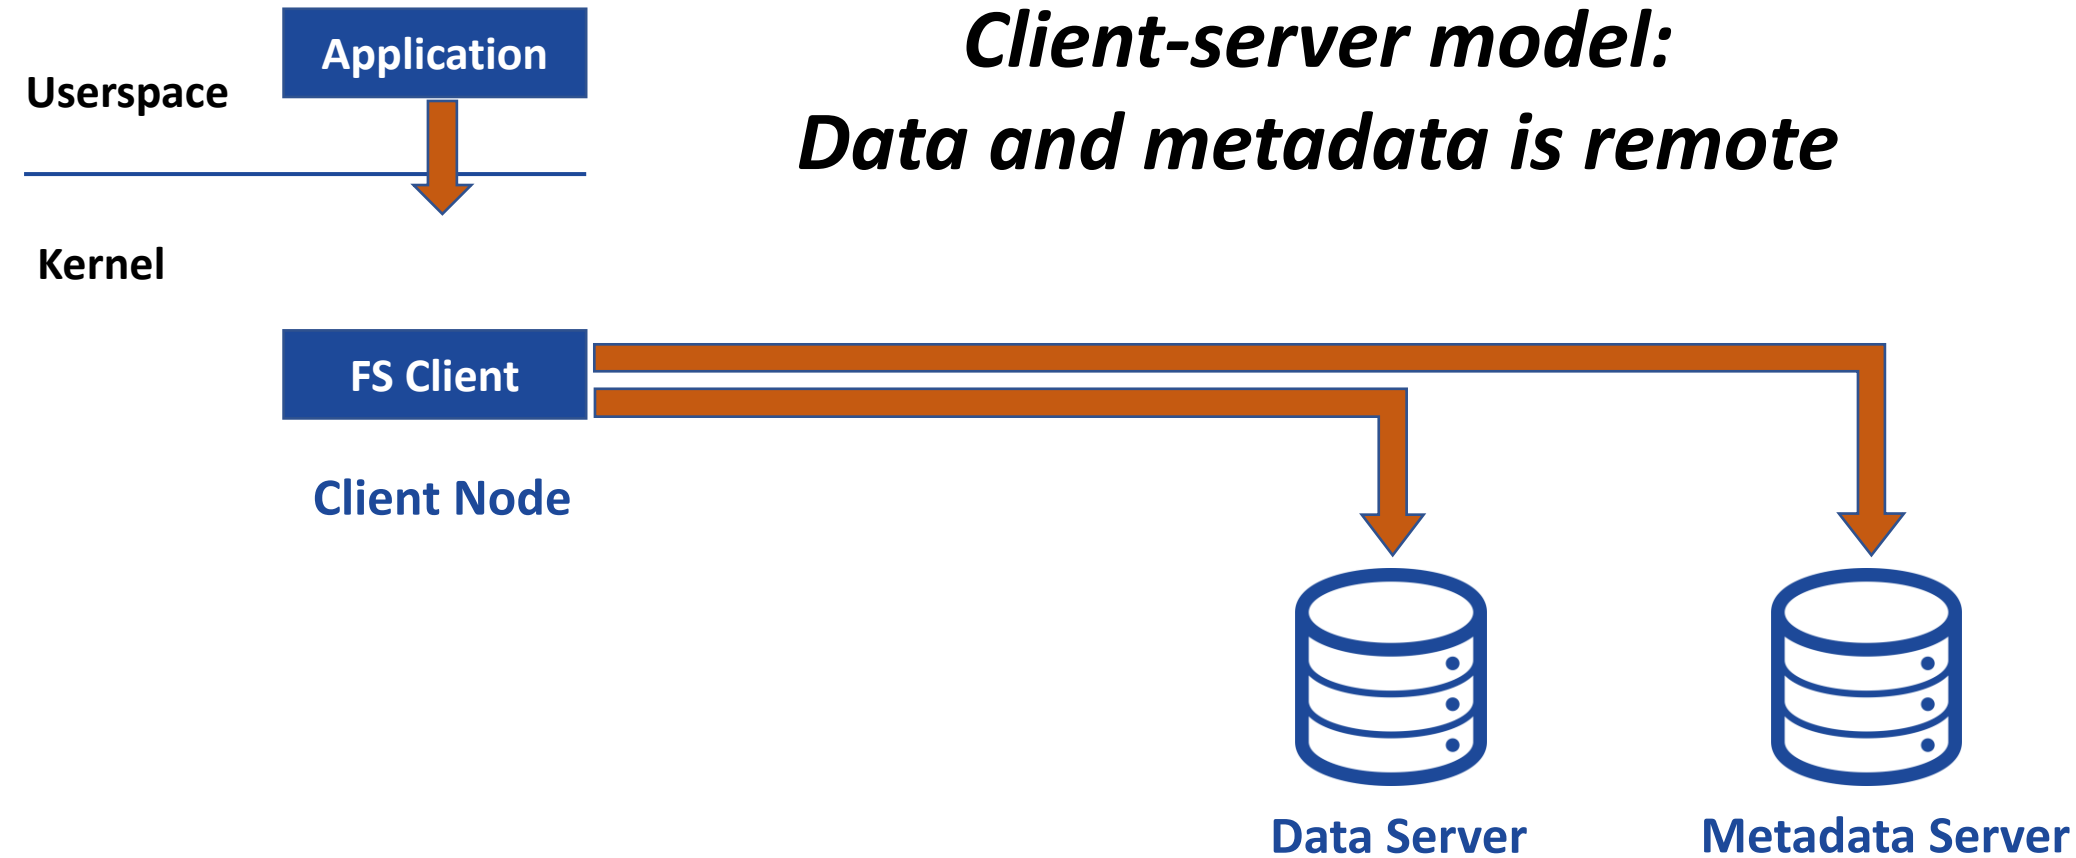 Client-server model:
Data and metadata is remote
Application
Userspace
Kernel
FS Client
Client Node
Data Server
Metadata Server